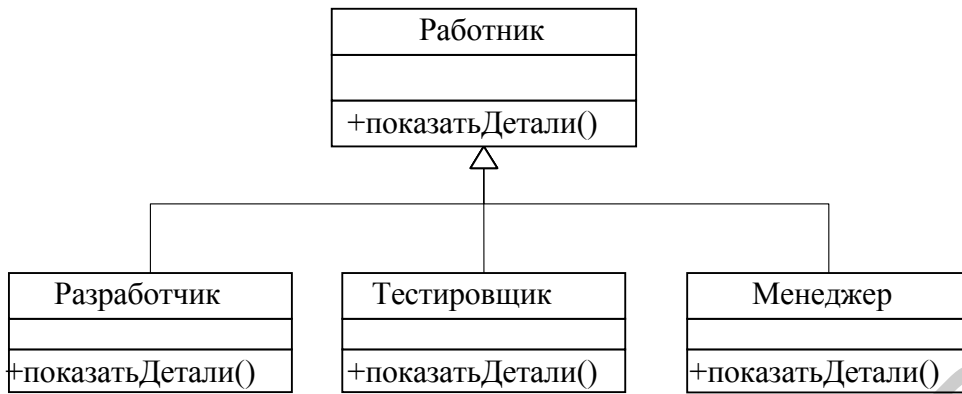 Работник
+показатьДетали()
Разработчик
Тестировщик
Менеджер
+показатьДетали()
+показатьДетали()
+показатьДетали()